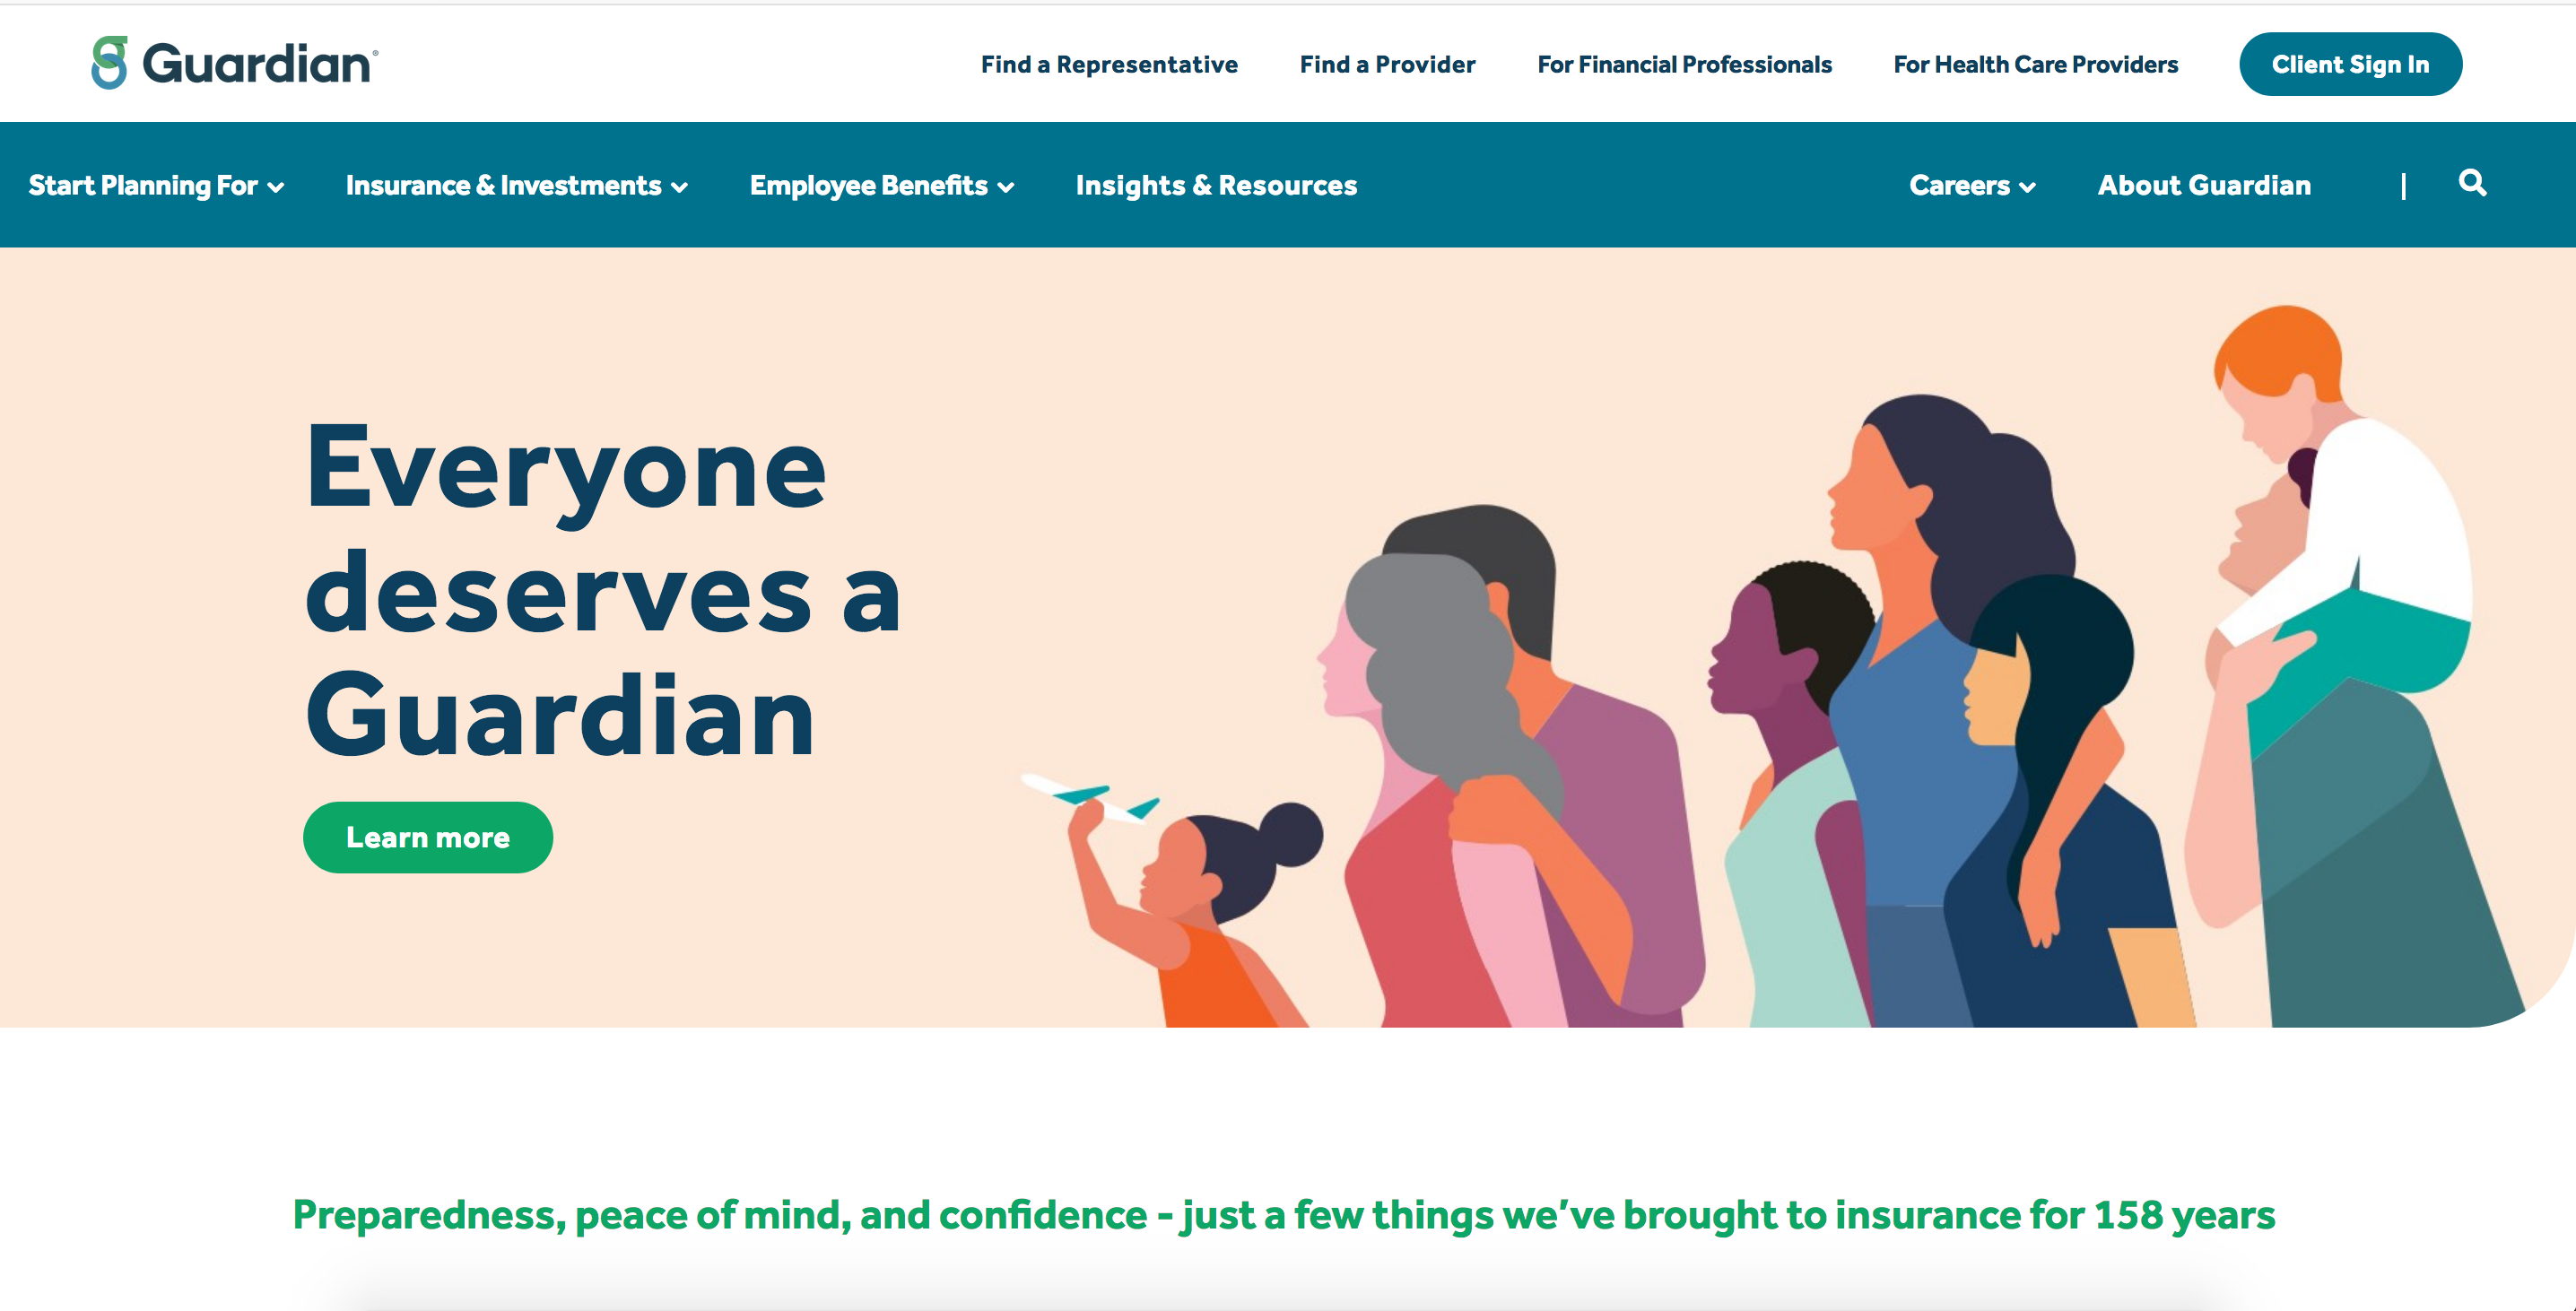 Guardian®
Find a Representative
Find a Provider
For Financial Professionals
For Health Care Providers
Client Sign In
Start Planning For
Insurance & Investments
Employee Benefits
Insights & Resources
Careers
About Guardian
|
Everyone
deserves a
Guardian
Learn more
Preparedness, peace of mind, and confidence - just a few things we’ve brought to insurance for 158 years